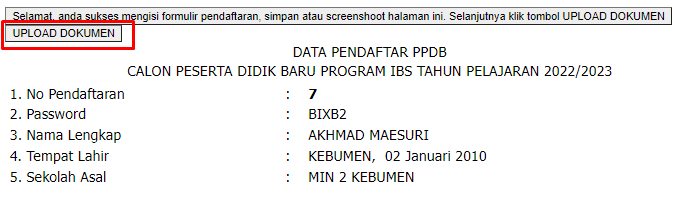 Selamat, anda sukses mengisi formulir pendaftaran, simpan atau screenshoot halaman ini. Selanjutnya klik tombol UPLOAD DOKUMEN
UPLOAD DOKUMEN
DATA PENDAFTAR PPDB
CALON PESERTA DIDIK BARU PROGRAM IBS TAHUN PELAJARAN 2022/2023
1. No Pendaftaran : 7
2. Password : BIXB2
3. Nama Lengkap : AKHMAD MAESURI
4. Tempat Lahir : KEBUMEN, 02 Januari 2010
5. Sekolah Asal : MIN 2 KEBUMEN